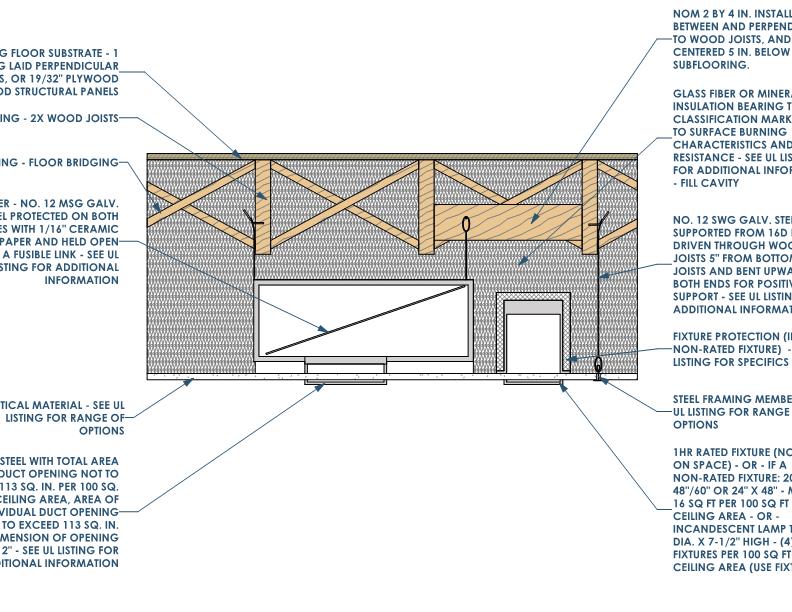 G FLOOR SUBSTRATE - 1
G LAID PERPENDICULAR
S, OR 19/32" PLYWOOD
OD STRUCTURAL PANELS
ING - 2X WOOD JOISTS
NG - FLOOR BRIDGING
ER - NO. 12 MSG GALV.
EL PROTECTED ON BOTH
ES WITH 1/16" CERAMIC
PAPER AND HELD OPEN
A FUSIBLE LINK - SEE UL
STING FOR ADDITIONAL
INFORMATION
TICAL MATERIAL - SEE UL
LISTING FOR RANGE OF
OPTIONS
STEEL WITH TOTAL AREA
DUCT OPENING NOT TO
113 SQ. IN. PER 100 SQ.
CEILING AREA, AREA OF
VIDUAL DUCT OPENING
TO EXCEED 113 SQ. IN.
MENSION OF OPENING
2" - SEE UL LISTING FOR
DITIONAL INFORMATION
NOM 2 BY 4 IN. INSTALL
BETWEEN AND PERPEND
TO WOOD JOISTS, AND
CENTERED 5 IN. BELOW
SUBFLOORING.
GLASS FIBER OR MINERA
INSULATION BEARING T
CLASSIFICATION MARK
TO SURFACE BURNING
CHARACTERISTICS AND
RESISTANCE - SEE UL LIS
FOR ADDITIONAL INFOR
- FILL CAVITY
NO. 12 SWG GALV. STE
SUPPORTED FROM 16D
DRIVEN THROUGH WOO
JOISTS 5" FROM BOTTOM
JOISTS AND BENT UPWA
BOTH ENDS FOR POSITIV
SUPPORT - SEE UL LISTIN
ADDITIONAL INFORMAT
FIXTURE PROTECTION (I
NON-RATED FIXTURE) -
LISTING FOR SPECIFICS
STEEL FRAMING MEMBE
UL LISTING FOR RANGE
OPTIONS
1HR RATED FIXTURE (NO
ON SPACE) - OR - IF A
NON-RATED FIXTURE: 20
48"/60" OR 24" X 48" - M
16 SQ FT PER 100 SQ FT
CEILING AREA - OR -
INCANDESCENT LAMP T
DIA. X 7-1/2" HIGH - (4)
FIXTURES PER 100 SQ FT
CEILING AREA (USE FIXT